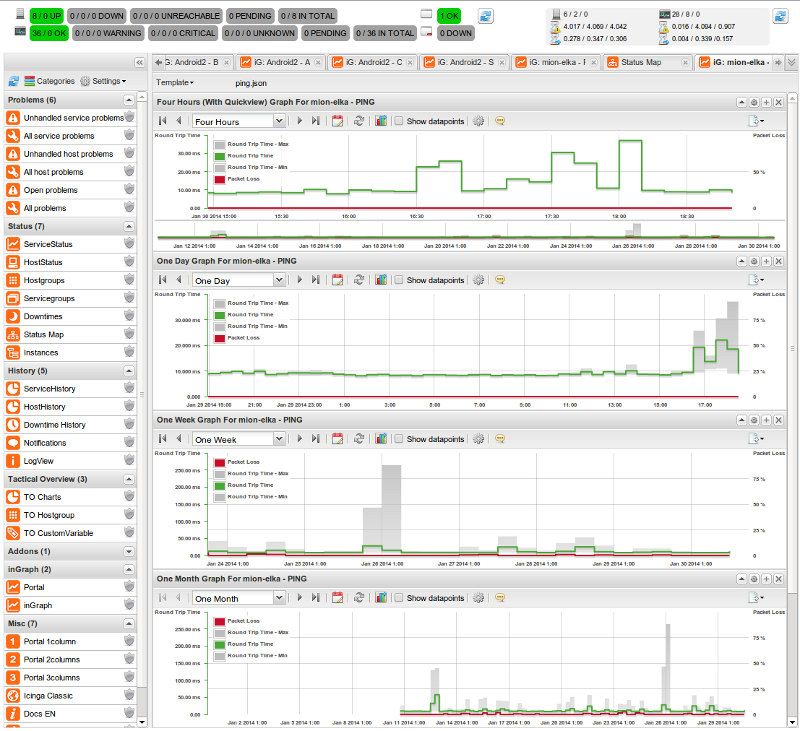 8 / 0 UP
0 / 0 / 0 DOWN
0 / 0 / 0 UNREACHABLE
0 PENDING
0 / 8 IN TOTAL
1 OK
6 / 2 / 0
28 / 8 / 0
36 / 0 OK
0 / 0 / 0 WARNING
0 / 0 / 0 CRITICAL
0 / 0 / 0 UNKNOWN
0 PENDING
0 / 36 IN TOTAL
0 DOWN
4.017 / 4.069 / 4.042
0.016 / 4.094 / 0.907
0.278 / 0.347 / 0.306
0.004 / 0.339 / 0.157
iG: Android2 - B
iG: Android2 - A
iG: Android2 - C
iG: Android2 - S
iG: mion-elka - F
Status Map
iG: mion-elka -
Categories
Settings
Problems (6)
Unhandled service problems
All service problems
Unhandled host problems
All host problems
Open problems
All problems
Status (7)
ServiceStatus
HostStatus
Hostgroups
Servicegroups
Downtimes
Status Map
Instances
History (5)
ServiceHistory
HostHistory
Downtime History
Notifications
LogView
Tactical Overview (3)
TO Charts
TO Hostgroup
TO CustomVariable
Addons (1)
inGraph (2)
Portal
inGraph
Misc (7)
Portal 1column
Portal 2columns
Portal 3columns
Icinga Classic
Docs EN
Template
ping.json
Four Hours (With Quickview) Graph For mion-elka - PING
Four Hours
Show datapoints
Round Trip Time
Packet Loss
Round Trip Time - Max
Round Trip Time
Round Trip Time - Min
Packet Loss
30.00 ms
20.00 ms
10.00 ms
0.00
50 %
0
Jan 30 2014 15:00
15:30
16:00
16:30
17:00
17:30
18:00
18:30
Jan 12 2014 1:00
Jan 14 2014 1:00
Jan 16 2014 1:00
Jan 18 2014 1:00
Jan 20 2014 1:00
Jan 22 2014 1:00
Jan 24 2014 1:00
Jan 26 2014 1:00
Jan 28 2014 1:00
Jan 30 2014 1:00
One Day Graph For mion-elka - PING
One Day
Show datapoints
Round Trip Time
Packet Loss
Round Trip Time - Max
Round Trip Time
Round Trip Time - Min
Packet Loss
30.000 ms
20.000 ms
10.000 ms
0.000
75 %
50 %
25 %
0
Jan 29 2014 19:00
21:00
Jan 29 2014 23:00
1:00
3:00
5:00
7:00
9:00
11:00
13:00
15:00
17:00
One Week Graph For mion-elka - PING
One Week
Show datapoints
Round Trip Time
Packet Loss
Packet Loss
Round Trip Time - Max
Round Trip Time
Round Trip Time - Min
250.00 ms
200.00 ms
150.00 ms
100.00 ms
50.00 ms
0.00
75 %
50 %
25 %
0
Jan 24 2014 1:00
Jan 23 2014 1:00
Jan 26 2014 1:00
Jan 27 2014 1:00
Jan 28 2014 1:00
Jan 29 2014 1:00
Jan 30 2014 1:00
One Month Graph For mion-elka - PING
One Month
Show datapoints
Round Trip Time
Packet Loss
Packet Loss
Round Trip Time - Max
Round Trip Time
Round Trip Time - Min
250.00 ms
200.00 ms
150.00 ms
100.00 ms
50.00 ms
0.00
75 %
50 %
25 %
0
Jan 2 2014 1:00
Jan 5 2014 1:00
Jan 8 2014 1:00
Jan 11 2014 1:00
Jan 14 2014 1:00
Jan 17 2014 1:00
Jan 20 2014 1:00
Jan 23 2014 1:00
Jan 26 2014 1:00
Jan 29 2014 1:00